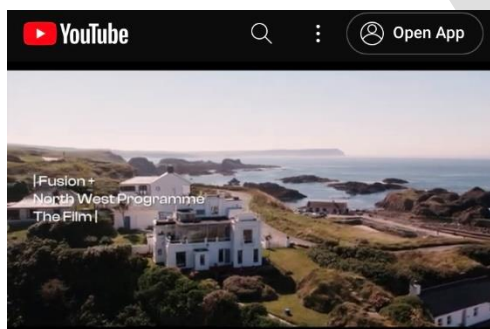 YouTube
Open App
|Fusion +
North West Programme
The Film|